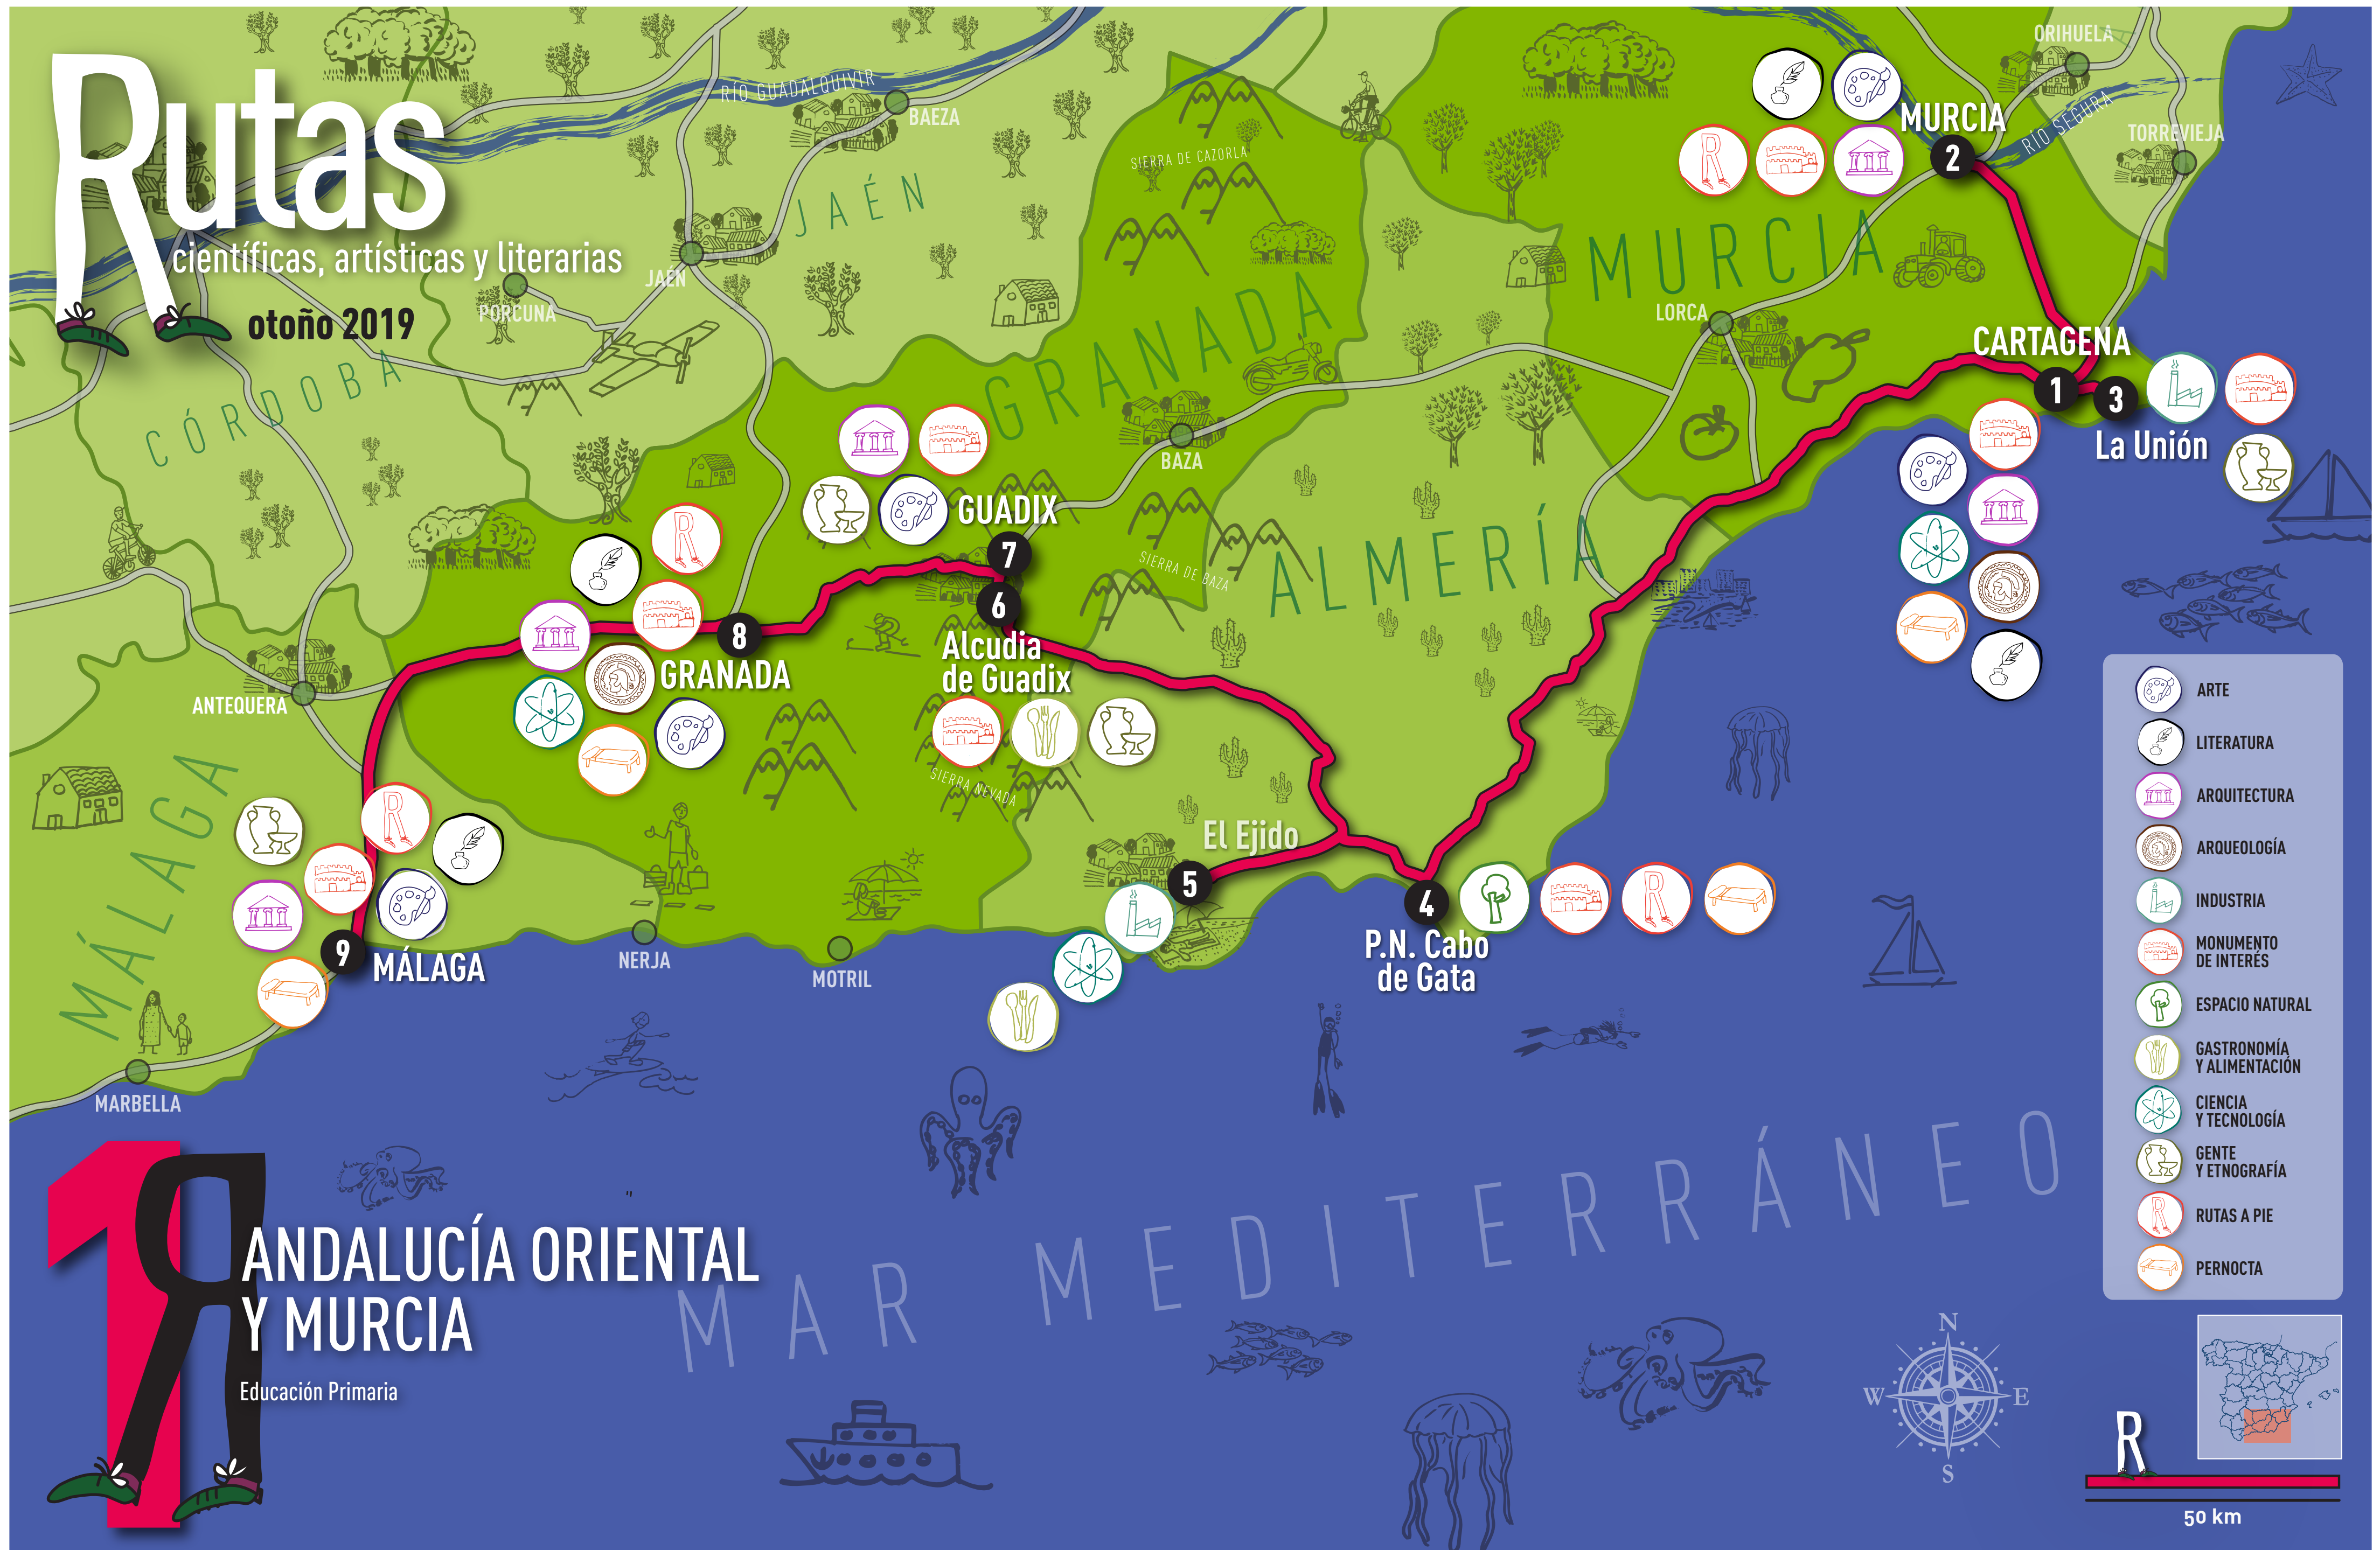 Rutas
científicas, artísticas y literarias
otoño 2019
RÍO GUADALQUIVIR
BAEZA
JAÉN
JAÉN
PORCUNA
CÓRDOBA
SIERRA DE CAZORLA
GRANADA
BAZA
SIERRA DE BAZA
ALMERÍA
MURCIA
2
MURCIA
LORCA
ORIHUELA
RÍO SEGURA
TORREVIEJA
CARTAGENA
1
3
La Unión
GUADIX
7
6
Alcudia
de Guadix
8
GRANADA
SIERRA NEVADA
ANTEQUERA
MÁLAGA
9
MÁLAGA
MARBELLA
NERJA
MOTRIL
El Ejido
5
4
P.N. Cabo
de Gata
MAR MEDITERRÁNEO
ARTE
LITERATURA
ARQUITECTURA
ARQUEOLOGÍA
INDUSTRIA
MONUMENTO
DE INTERÉS
ESPACIO NATURAL
GASTRONOMÍA
Y ALIMENTACIÓN
CIENCIA
Y TECNOLOGÍA
GENTE
Y ETNOGRAFÍA
RUTAS A PIE
PERNOCTA
1
ANDALUCÍA ORIENTAL
Y MURCIA
Educación Primaria
N
W
E
S
R
50 km